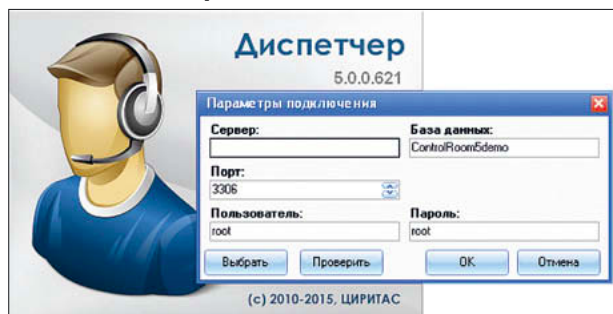 Диспетчер
5.0.0.621
Параметры подключения
Сервер:
База данных:
ControlRoom5demo
Порт:
3306
Пользователь:
Пароль:
root
root
Выбрать
Проверить
OK
Отмена
(c) 2010-2015, ЦИРИТАС